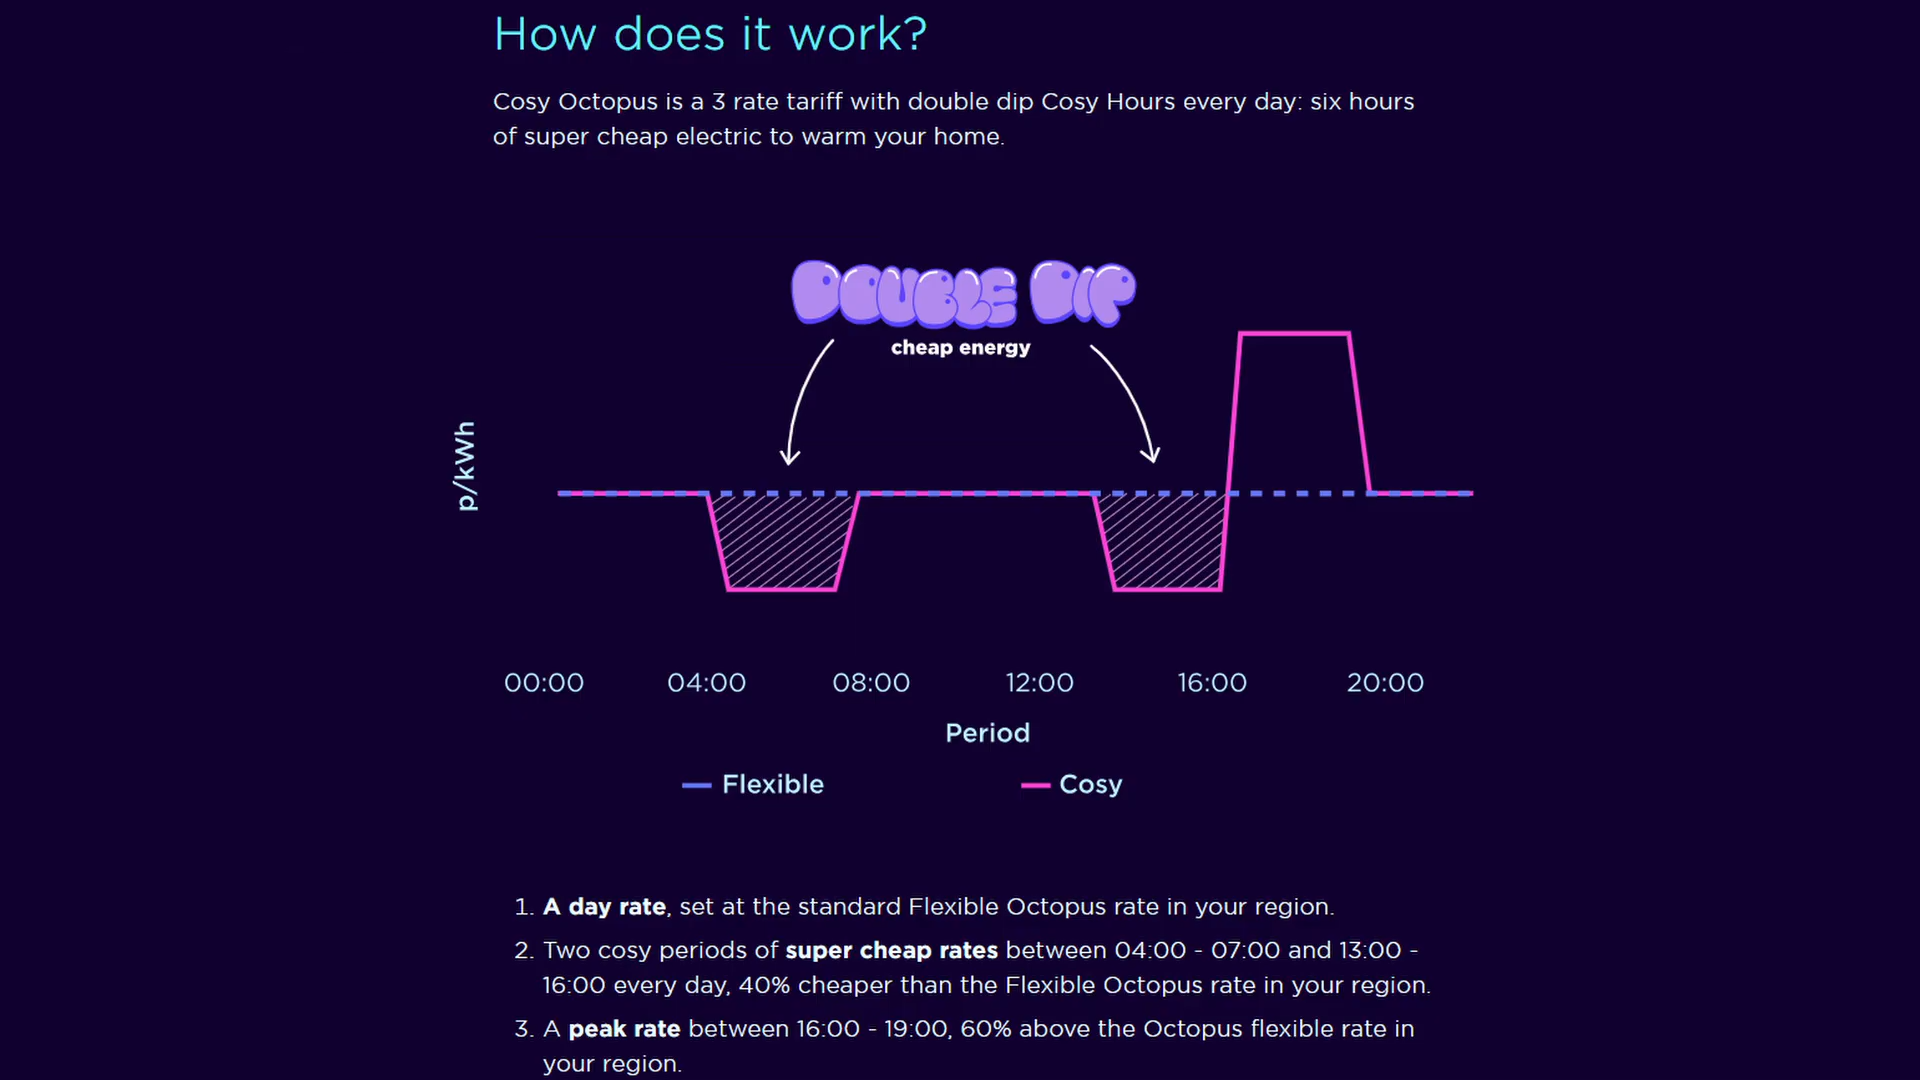 How does it work?
Cosy Octopus is a 3 rate tariff with double dip Cosy Hours every day: six hours
of super cheap electric to warm your home.
DOUBLE DIP
cheap energy
p/kWh
00:00 04:00 08:00 12:00 16:00 20:00
Period
Flexible Cosy
1. A day rate, set at the standard Flexible Octopus rate in your region.
2. Two cosy periods of super cheap rates between 04:00 - 07:00 and 13:00 -
16:00 every day, 40% cheaper than the Flexible Octopus rate in your region.
3. A peak rate between 16:00 - 19:00, 60% above the Octopus flexible rate in
your region.